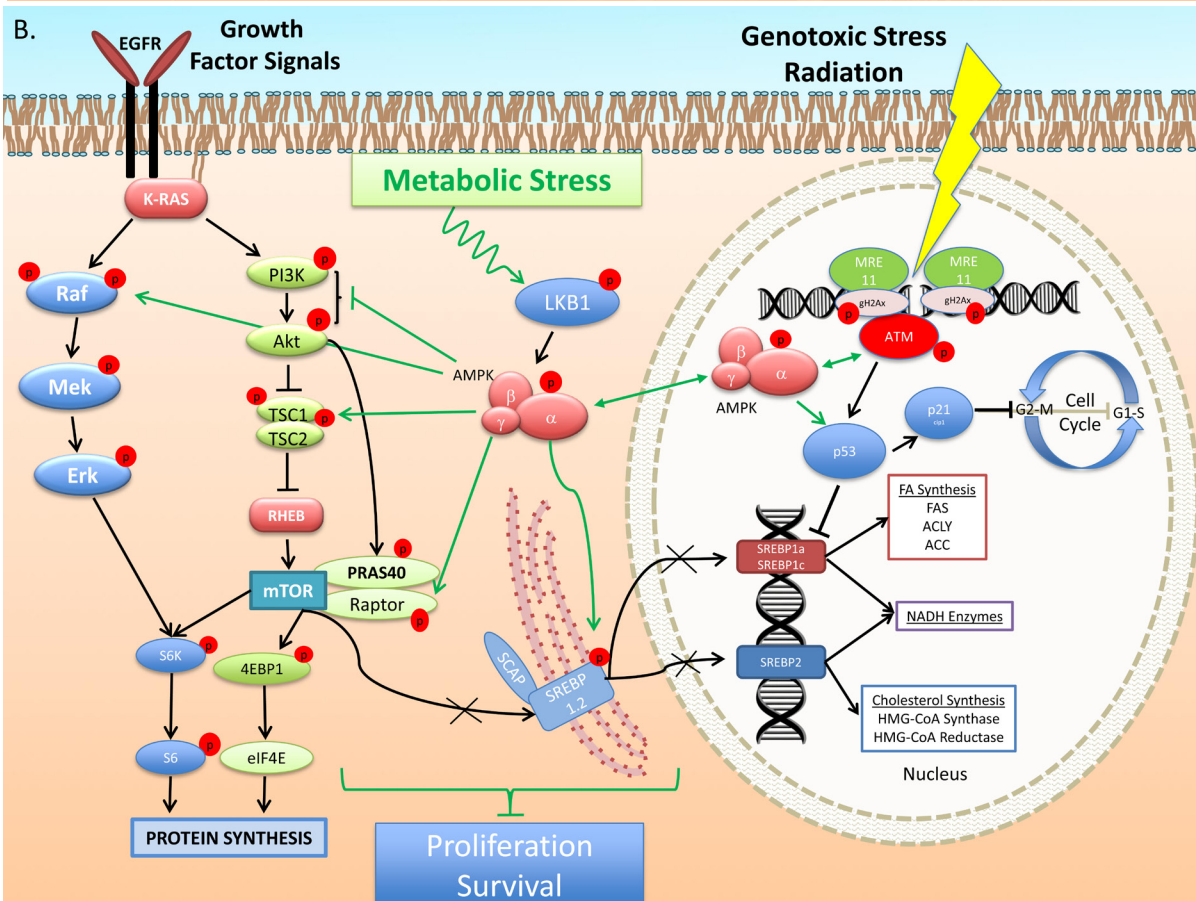 B.
EGFR
Growth
Factor Signals
Genotoxic Stress
Radiation
Metabolic Stress
K-RAS
p
p
Raf
p
PI3K
p
Akt
p
LKB1
MRE
11
MRE
11
gH2Ax
gH2Ax
p
p
ATM
p
p
Mek
AMPK
β
γ
α
p
β
γ
α
p
AMPK
p
p
TSC1
TSC2
p
Erk
p53
p21
cip1
G2-M
Cell
Cycle
G1-S
RHEB
mTOR
p
PRAS40
Raptor
p
FA Synthesis
FAS
ACLY
ACC
SREBP1a
SREBP1c
NADH Enzymes
SREBP2
Cholesterol Synthesis
HMG-CoA Synthase
HMG-CoA Reductase
Nucleus
S6K
p
4EBP1
p
SCAP
SREBP
1.2
p
S6
p
eIF4E
PROTEIN SYNTHESIS
Proliferation
Survival